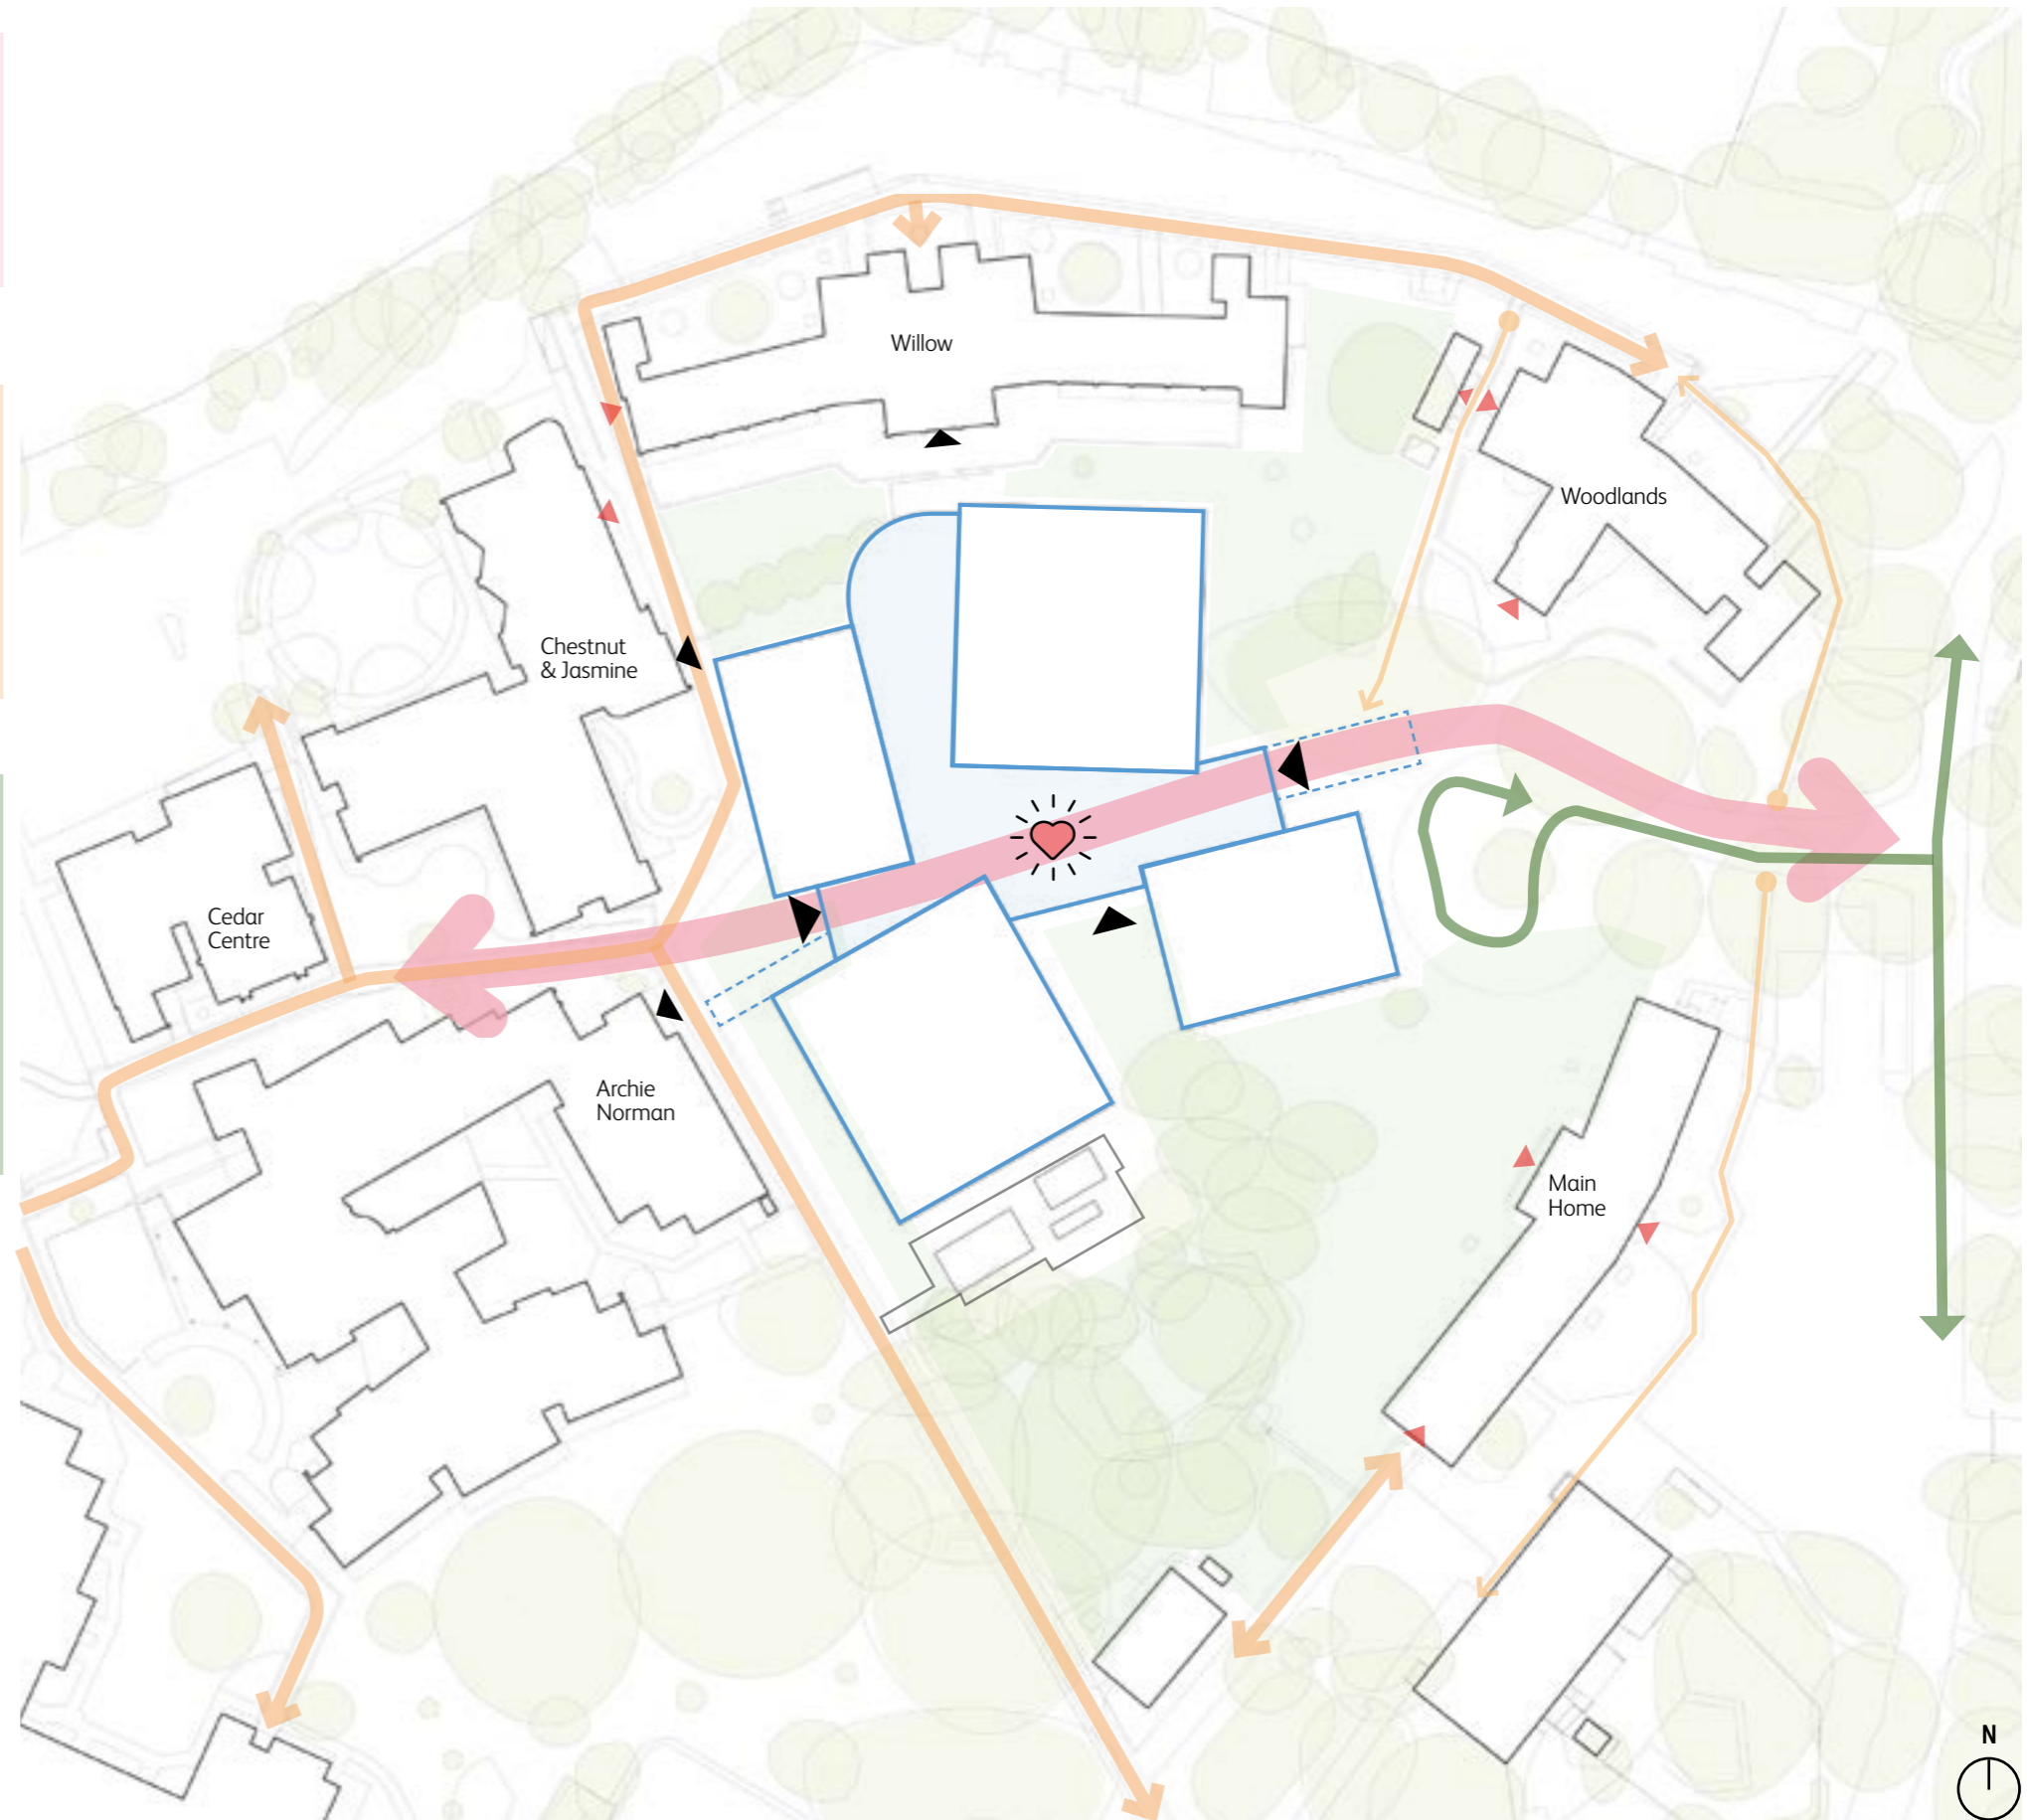 Willow
Woodlands
Chestnut
& Jasmine
Cedar
Centre
Archie
Norman
Main
Home
N